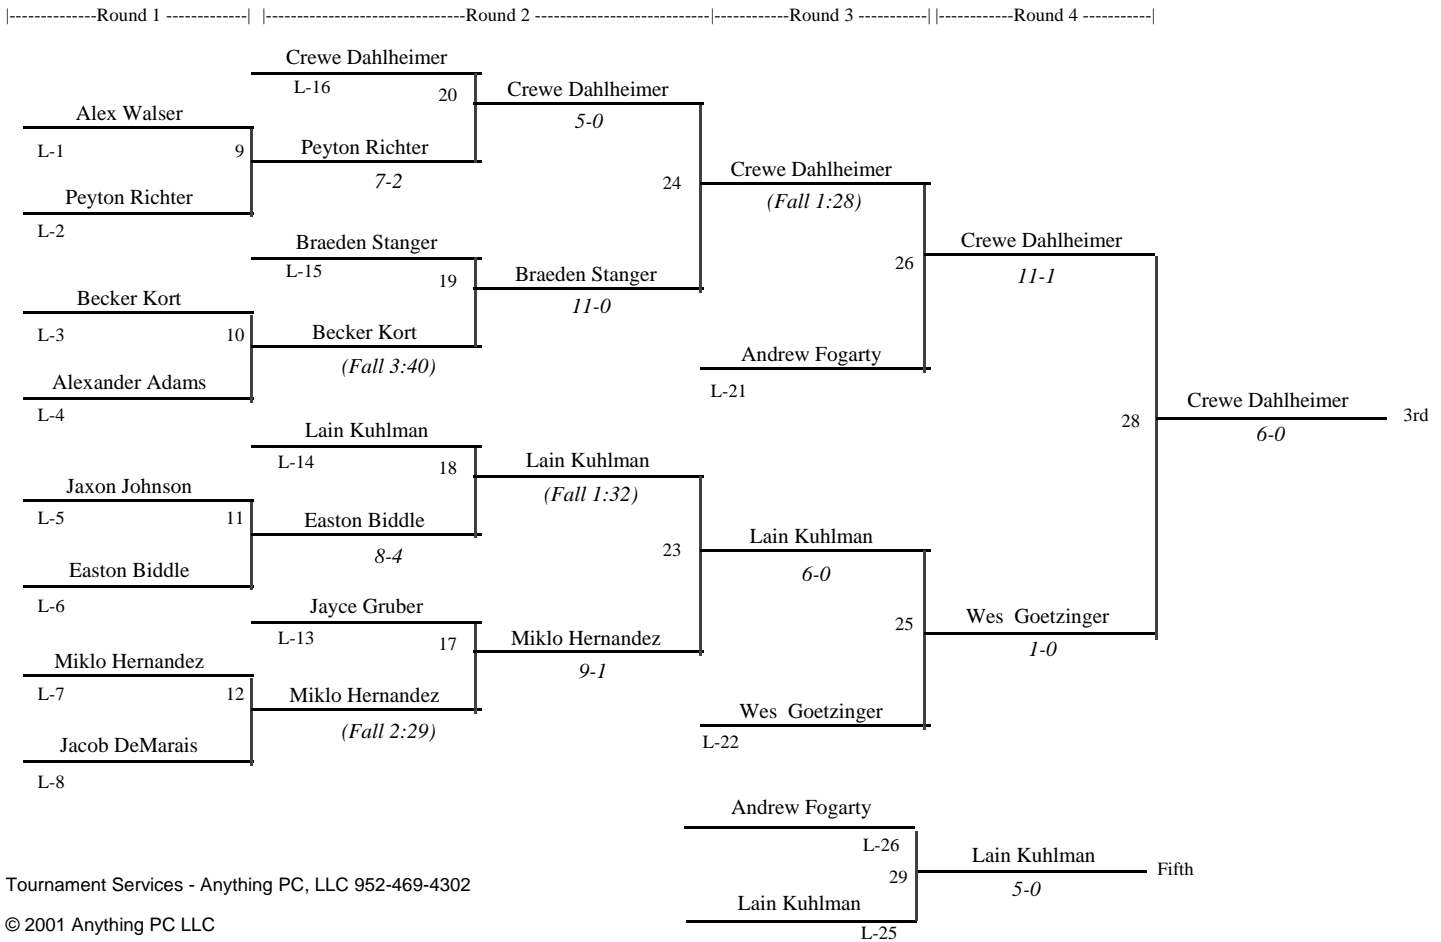 |--------------Round 1 -------------| |--------------------------------Round 2 ----------------------------|------------Round 3 -----------| |------------Round 4 -----------|
Crewe Dahlheimer
L-16
20
Crewe Dahlheimer
5-0
Alex Walser
L-1
9
Peyton Richter
7-2
Peyton Richter
L-2
24
Crewe Dahlheimer
(Fall 1:28)
Braeden Stanger
L-15
19
Braeden Stanger
11-0
Becker Kort
L-3
10
Becker Kort
(Fall 3:40)
Alexander Adams
L-4
26
Crewe Dahlheimer
11-1
Andrew Fogarty
L-21
28
Crewe Dahlheimer
6-0
3rd
Lain Kuhlman
L-14
18
Lain Kuhlman
(Fall 1:32)
Jaxon Johnson
L-5
11
Easton Biddle
8-4
Easton Biddle
L-6
23
Lain Kuhlman
6-0
Jayce Gruber
L-13
17
Miklo Hernandez
9-1
25
Wes  Goetzinger
1-0
Miklo Hernandez
L-7
12
Miklo Hernandez
(Fall 2:29)
Jacob DeMarais
L-8
Wes  Goetzinger
L-22
Andrew Fogarty
L-26
29
Lain Kuhlman
5-0
Fifth
Lain Kuhlman
L-25
Tournament Services - Anything PC, LLC 952-469-4302
© 2001 Anything PC LLC